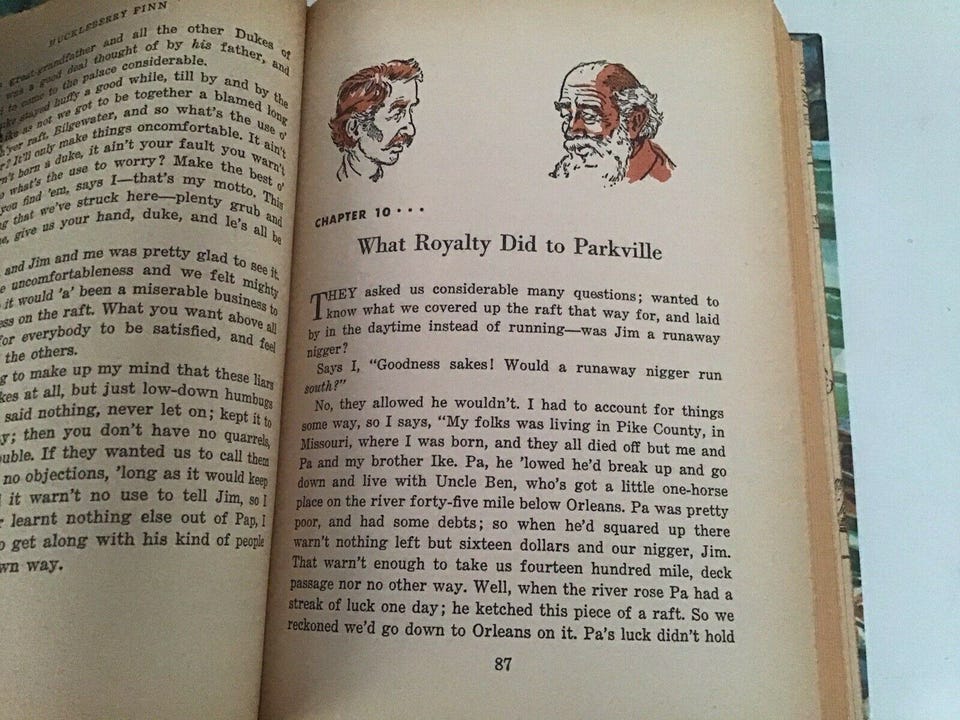 HUCKLEBERRY FINN
great-grandfather and all the other Dukes of
was a good deal thought of by his father, and
to come to the palace considerable.
stayed huffy a good while, till by and by the
as not we got to be together a blamed long
raft, Bilgewater, and so what's the use o'
It'll only make things oncomfortable. It ain't
born a duke, it ain't your fault you warn't
what's the use to worry? Make the best o'
you find 'em, says I—that's my motto. This
that we've struck here—plenty grub and
give us your hand, duke, and le's all be
and Jim and me was pretty glad to see it.
uncomfortableness and we felt mighty
it would 'a' been a miserable business to
on the raft. What you want above all
for everybody to be satisfied, and feel
the others.
to make up my mind that these liars
at all, but just low-down humbugs
said nothing, never let on; kept it to
then you don't have no quarrels,
If they wanted us to call them
no objections, 'long as it would keep
it warn't no use to tell Jim, so I
learnt nothing else out of Pap, I
get along with his kind of people
way.
CHAPTER 10 · · ·
What Royalty Did to Parkville
THEY asked us considerable many questions; wanted to
know what we covered up the raft that way for, and laid
by in the daytime instead of running—was Jim a runaway
nigger?
Says I, "Goodness sakes! Would a runaway nigger run
south?"
No, they allowed he wouldn't. I had to account for things
some way, so I says, "My folks was living in Pike County, in
Missouri, where I was born, and they all died off but me and
Pa and my brother Ike. Pa, he 'lowed he'd break up and go
down and live with Uncle Ben, who's got a little one-horse
place on the river forty-five mile below Orleans. Pa was pretty
poor, and had some debts; so when he'd squared up there
warn't nothing left but sixteen dollars and our nigger, Jim.
That warn't enough to take us fourteen hundred mile, deck
passage nor no other way. Well, when the river rose Pa had a
streak of luck one day; he ketched this piece of a raft. So we
reckoned we'd go down to Orleans on it. Pa's luck didn't hold
87